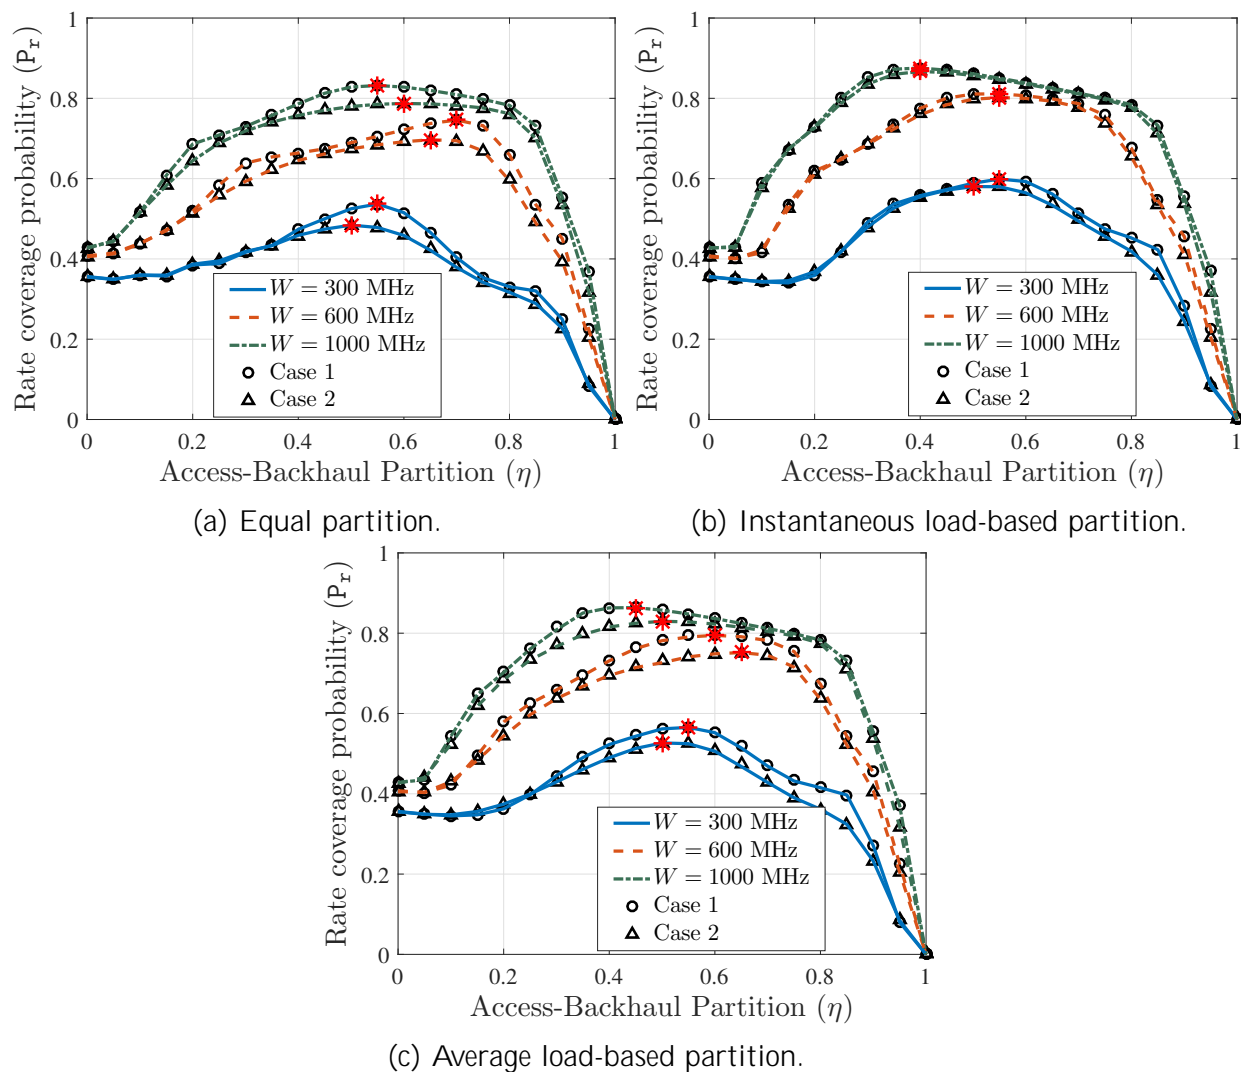 Rate coverage probability (Pᵣ)
1
0.8
0.6
0.4
0.2
0
W = 300 MHz
W = 600 MHz
W = 1000 MHz
Case 1
Case 2
0 0.2 0.4 0.6 0.8 1
Access-Backhaul Partition (η)
(a) Equal partition.
Rate coverage probability (Pᵣ)
1
0.8
0.6
0.4
0.2
0
W = 300 MHz
W = 600 MHz
W = 1000 MHz
Case 1
Case 2
0 0.2 0.4 0.6 0.8 1
Access-Backhaul Partition (η)
(b) Instantaneous load-based partition.
Rate coverage probability (Pᵣ)
1
0.8
0.6
0.4
0.2
0
W = 300 MHz
W = 600 MHz
W = 1000 MHz
Case 1
Case 2
0 0.2 0.4 0.6 0.8 1
Access-Backhaul Partition (η)
(c) Average load-based partition.